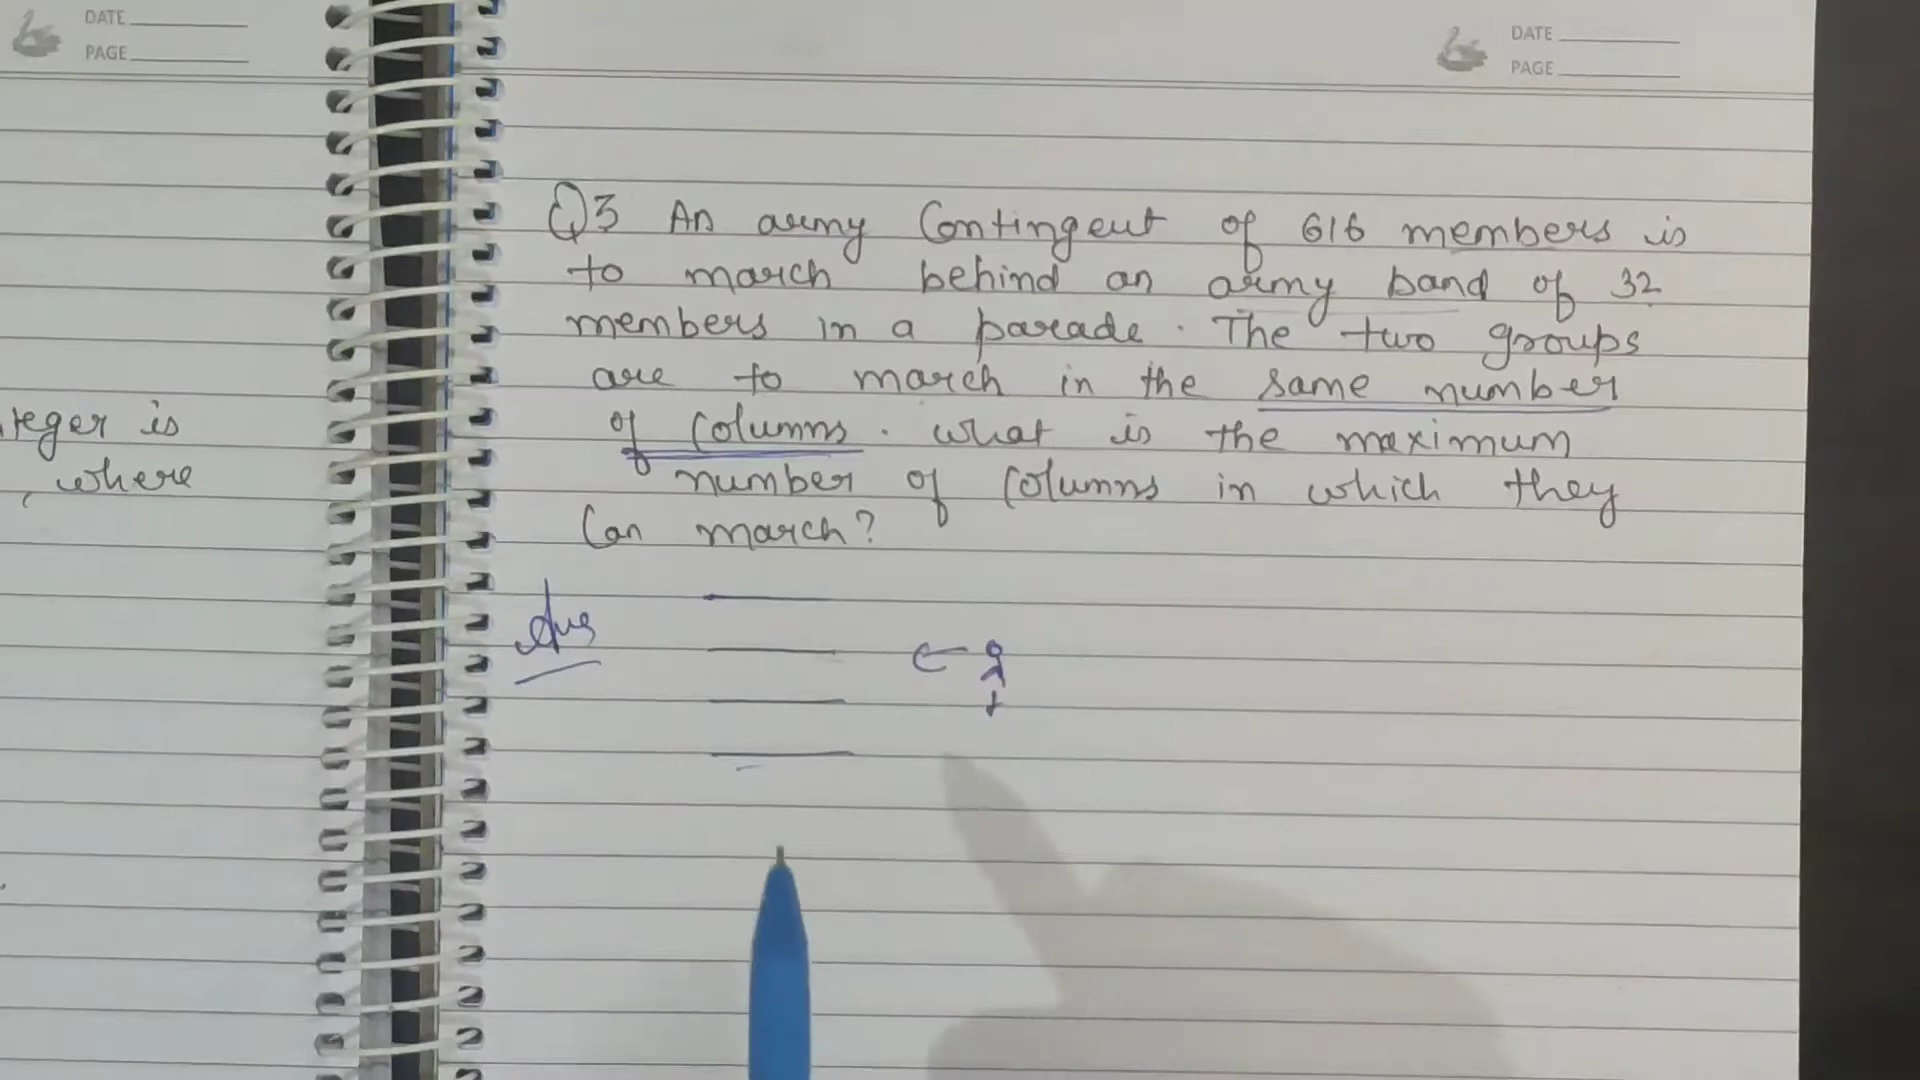 DATE
PAGE
DATE
PAGE
teger is
, where
Q3 An army Contingent of 616 members is
to march behind an army band of 32
members in a parade. The two groups
are to march in the same number
of Columns. what is the maximum
number of Columns in which they
Can march?
Ans